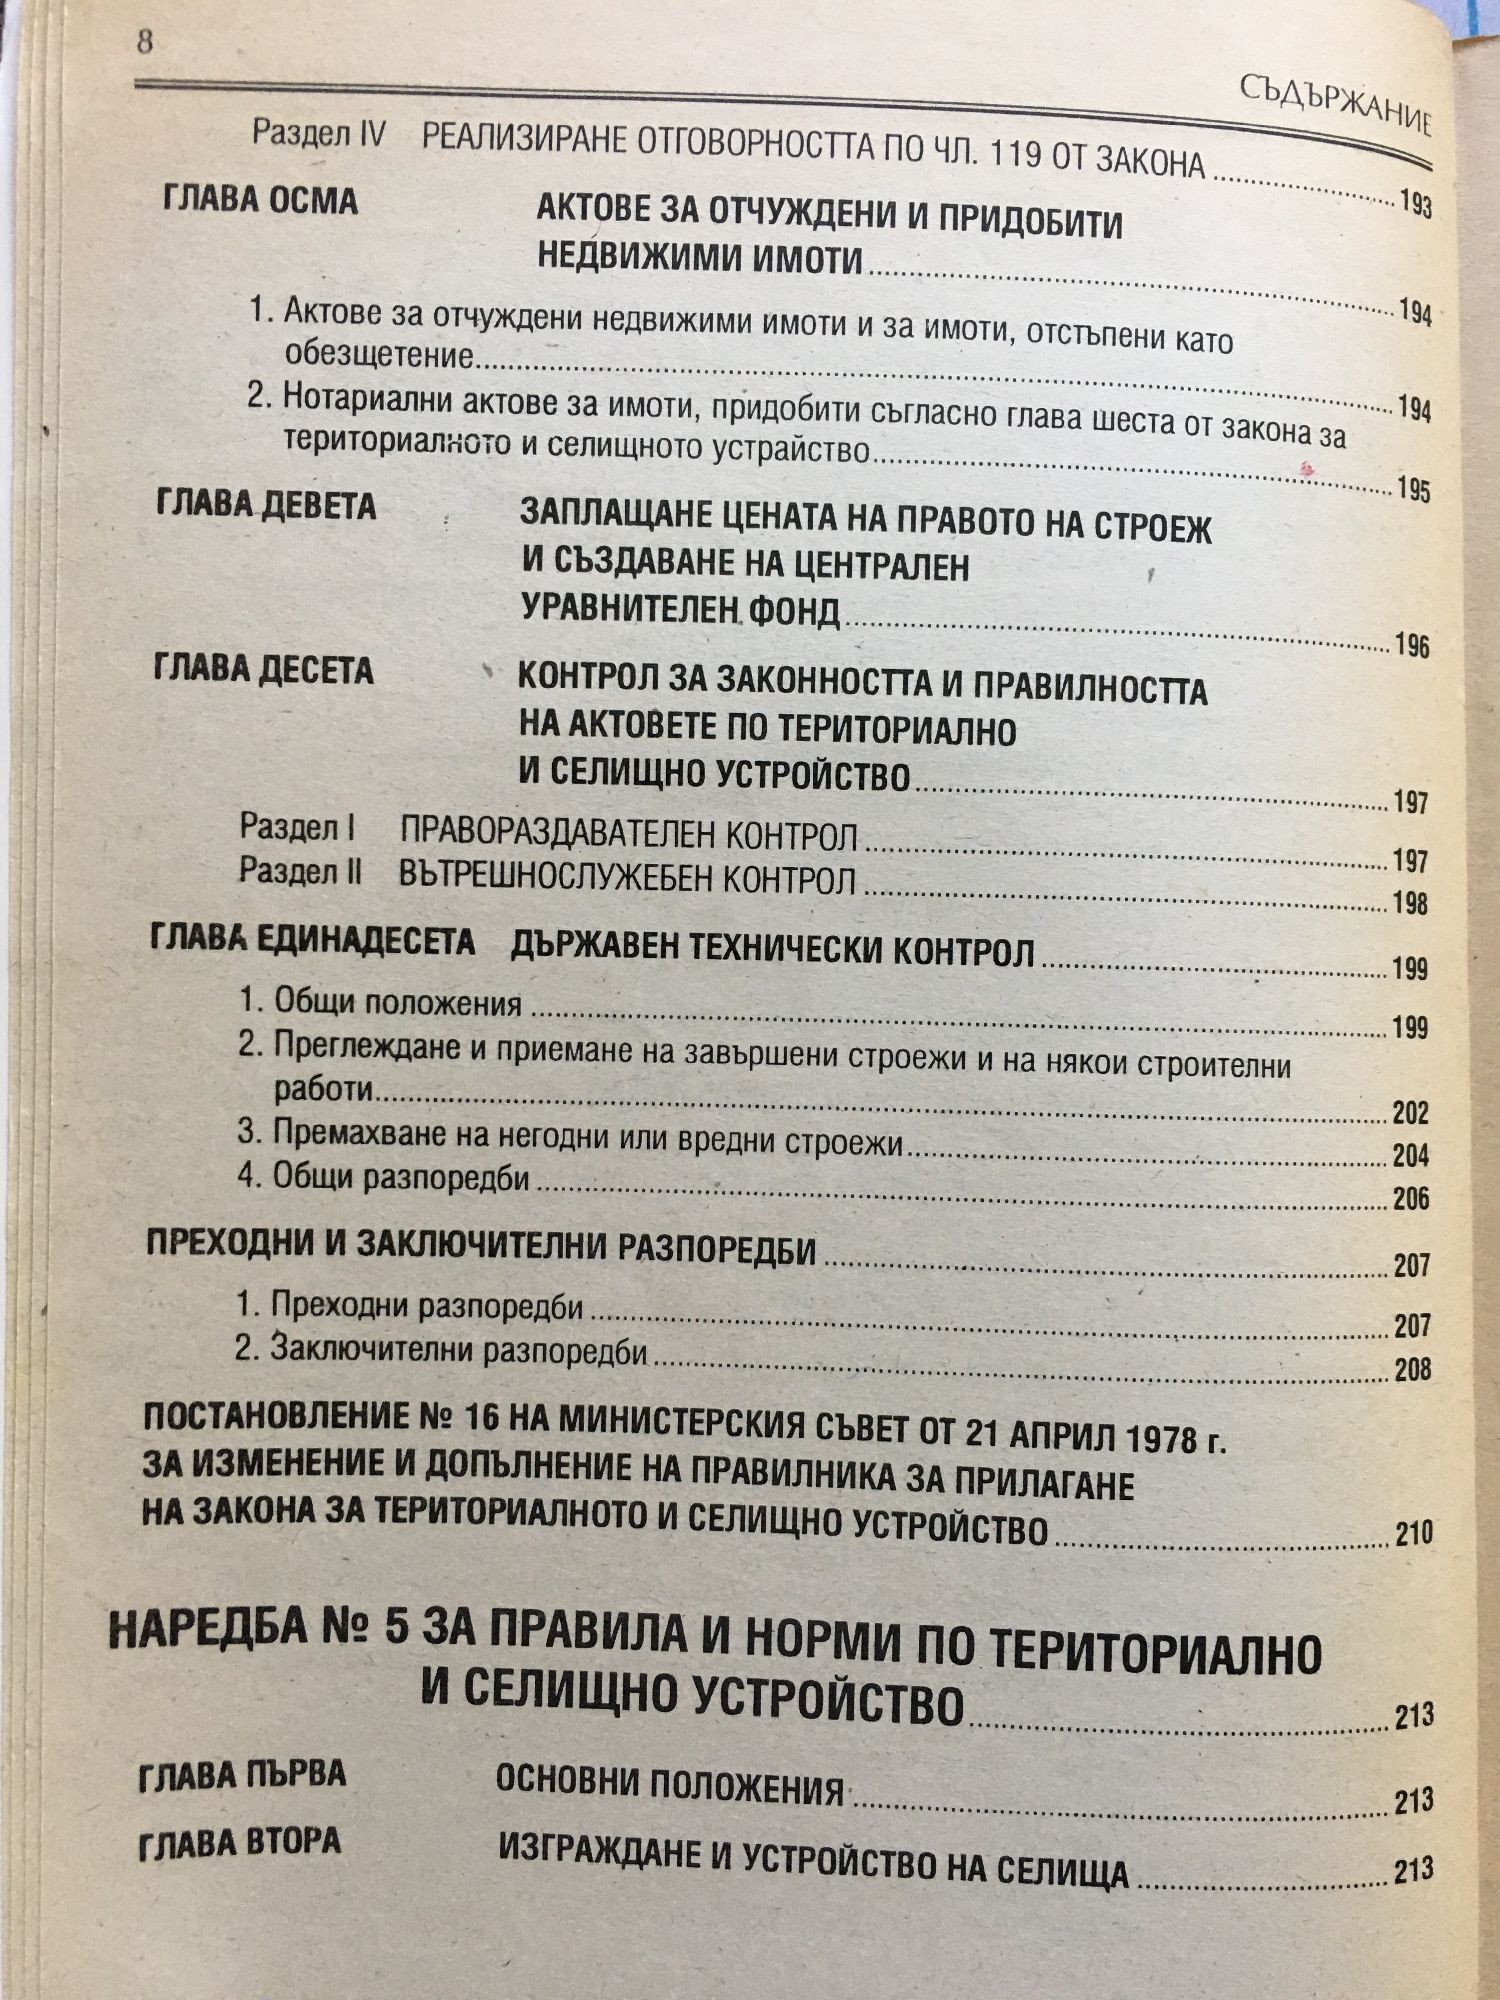 8
СЪДЪРЖАНИЕ
Раздел IV РЕАЛИЗИРАНЕ ОТГОВОРНОСТТА ПО ЧЛ. 119 ОТ ЗАКОНА ..... 193
ГЛАВА ОСМА АКТОВЕ ЗА ОТЧУЖДЕНИ И ПРИДОБИТИ
НЕДВИЖИМИ ИМОТИ ..... 194
1. Актове за отчуждени недвижими имоти и за имоти, отстъпени като
обезщетение ..... 194
2. Нотариални актове за имоти, придобити съгласно глава шеста от закона за
териториалното и селищното устрайство ..... 195
ГЛАВА ДЕВЕТА ЗАПЛАЩАНЕ ЦЕНАТА НА ПРАВОТО НА СТРОЕЖ
И СЪЗДАВАНЕ НА ЦЕНТРАЛЕН
УРАВНИТЕЛЕН ФОНД ..... 196
ГЛАВА ДЕСЕТА КОНТРОЛ ЗА ЗАКОННОСТТА И ПРАВИЛНОСТТА
НА АКТОВЕТЕ ПО ТЕРИТОРИАЛНО
И СЕЛИЩНО УСТРОЙСТВО ..... 197
Раздел I ПРАВОРАЗДАВАТЕЛЕН КОНТРОЛ ..... 197
Раздел II ВЪТРЕШНОСЛУЖЕБЕН КОНТРОЛ ..... 198
ГЛАВА ЕДИНАДЕСЕТА ДЪРЖАВЕН ТЕХНИЧЕСКИ КОНТРОЛ ..... 199
1. Общи положения ..... 199
2. Преглеждане и приемане на завършени строежи и на някои строителни
работи ..... 202
3. Премахване на негодни или вредни строежи ..... 204
4. Общи разпоредби ..... 206
ПРЕХОДНИ И ЗАКЛЮЧИТЕЛНИ РАЗПОРЕДБИ ..... 207
1. Преходни разпоредби ..... 207
2. Заключителни разпоредби ..... 208
ПОСТАНОВЛЕНИЕ № 16 НА МИНИСТЕРСКИЯ СЪВЕТ ОТ 21 АПРИЛ 1978 г.
ЗА ИЗМЕНЕНИЕ И ДОПЪЛНЕНИЕ НА ПРАВИЛНИКА ЗА ПРИЛАГАНЕ
НА ЗАКОНА ЗА ТЕРИТОРИАЛНОТО И СЕЛИЩНО УСТРОЙСТВО ..... 210
НАРЕДБА № 5 ЗА ПРАВИЛА И НОРМИ ПО ТЕРИТОРИАЛНО
И СЕЛИЩНО УСТРОЙСТВО ..... 213
ГЛАВА ПЪРВА ОСНОВНИ ПОЛОЖЕНИЯ ..... 213
ГЛАВА ВТОРА ИЗГРАЖДАНЕ И УСТРОЙСТВО НА СЕЛИЩА ..... 213